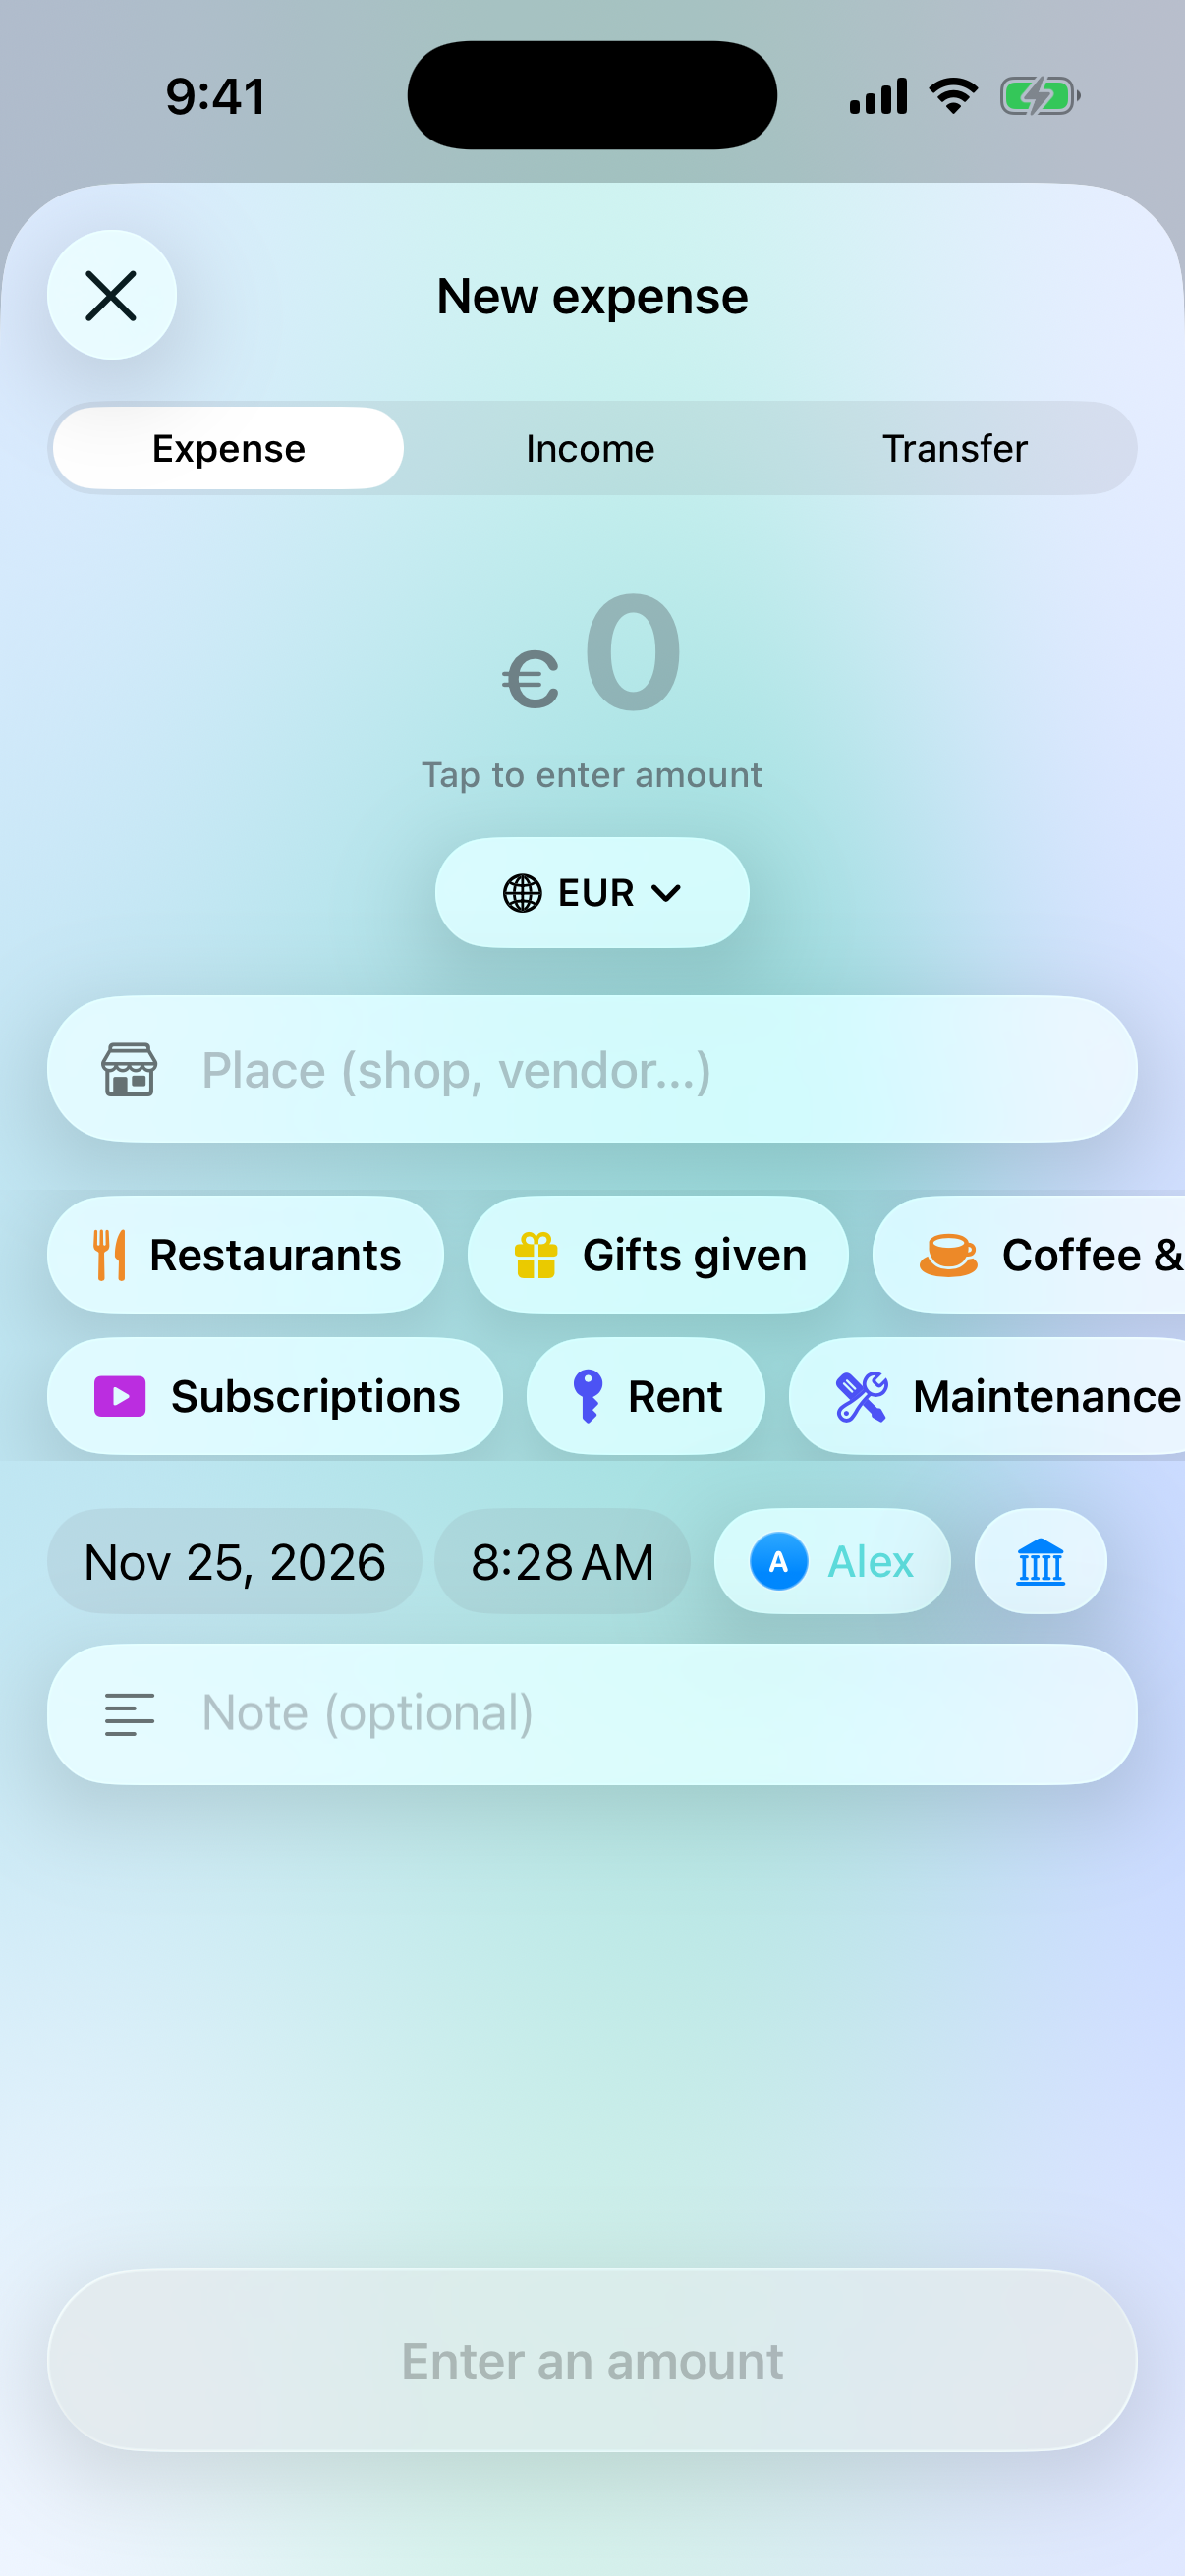 9:41
New expense
Expense Income Transfer
€ 0
Tap to enter amount
EUR
Place (shop, vendor...)
Restaurants Gifts given Coffee &
Subscriptions Rent Maintenance
Nov 25, 2026 8:28 AM A Alex
Note (optional)
Enter an amount